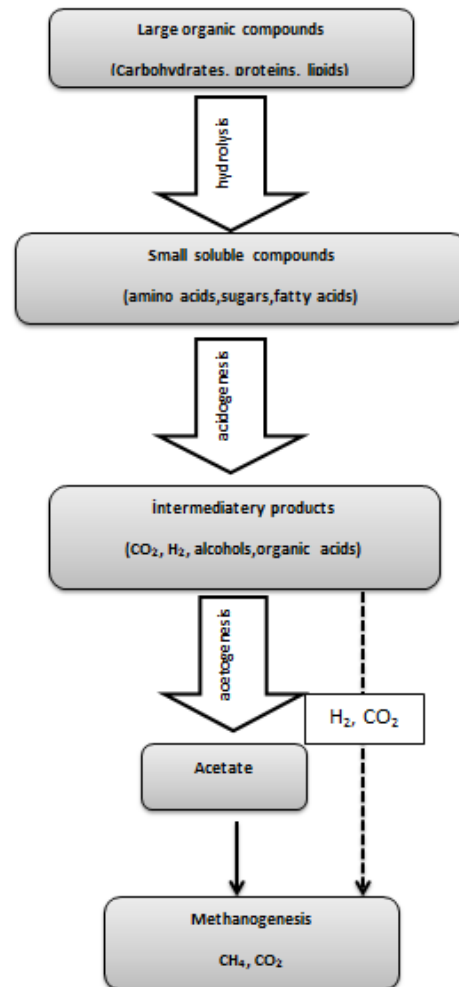 Large organic compounds
(Carbohydrates, proteins, lipids)
hydrolysis
Small soluble compounds
(amino acids,sugars,fatty acids)
acidogenesis
İntermediatery products
(CO₂, H₂, alcohols,organic acids)
acetogenesis
H₂, CO₂
Acetate
Methanogenesis
CH₄, CO₂